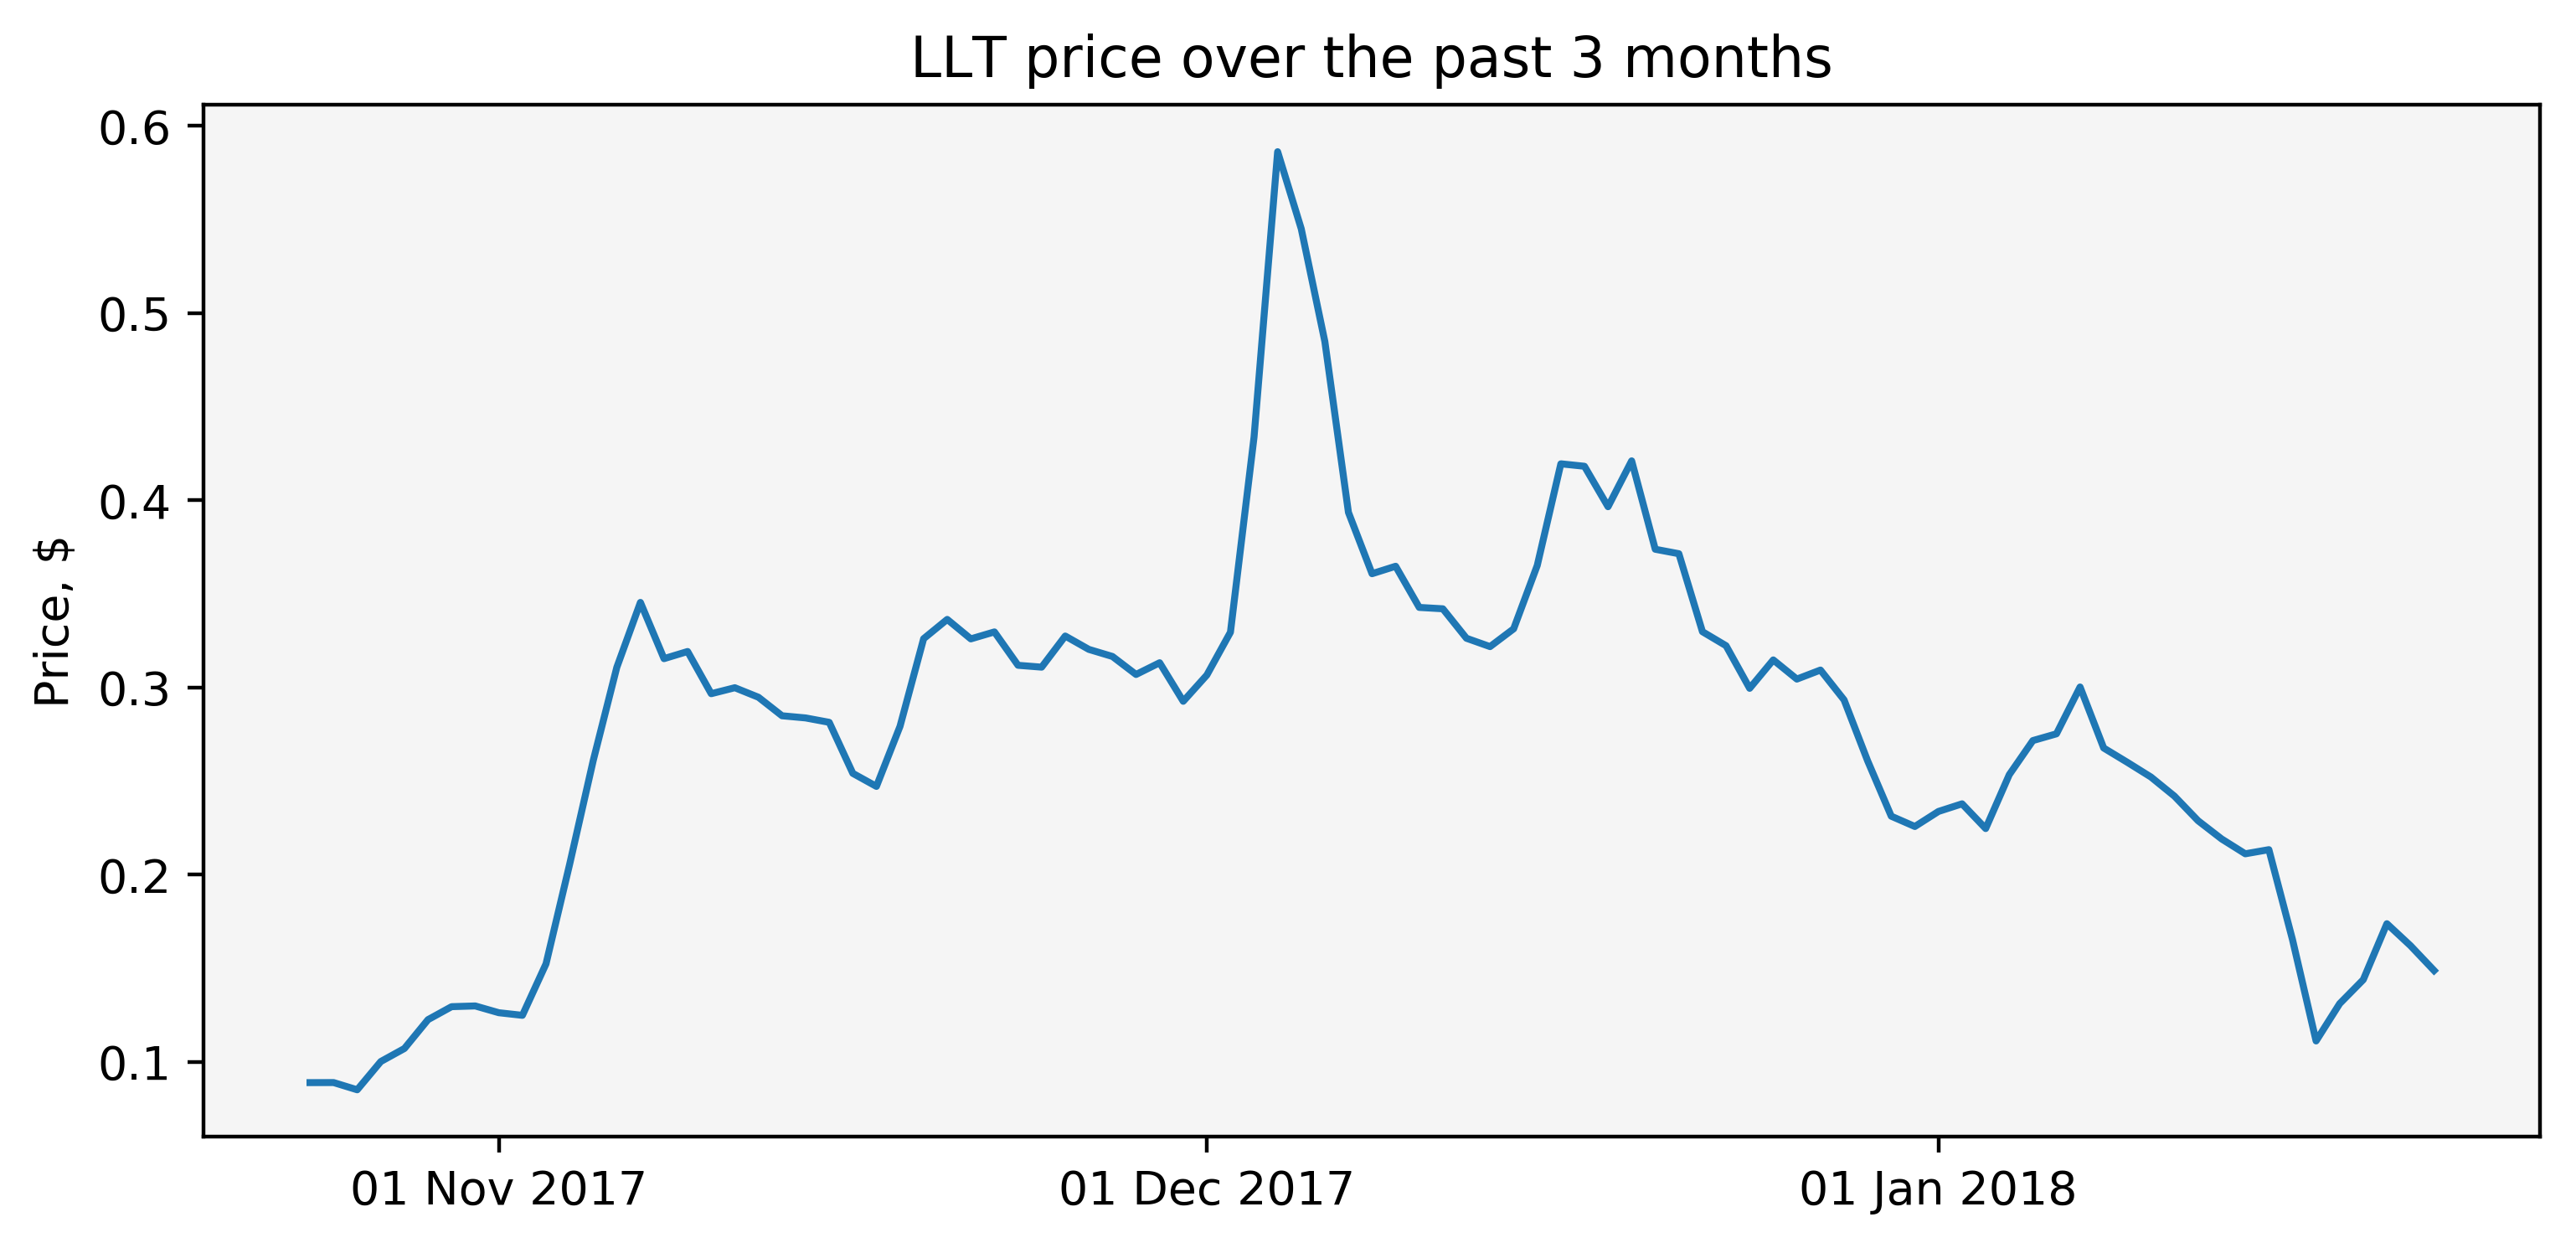 LLT price over the past 3 months
Price, $
0.6
0.5
0.4
0.3
0.2
0.1
01 Nov 2017
01 Dec 2017
01 Jan 2018